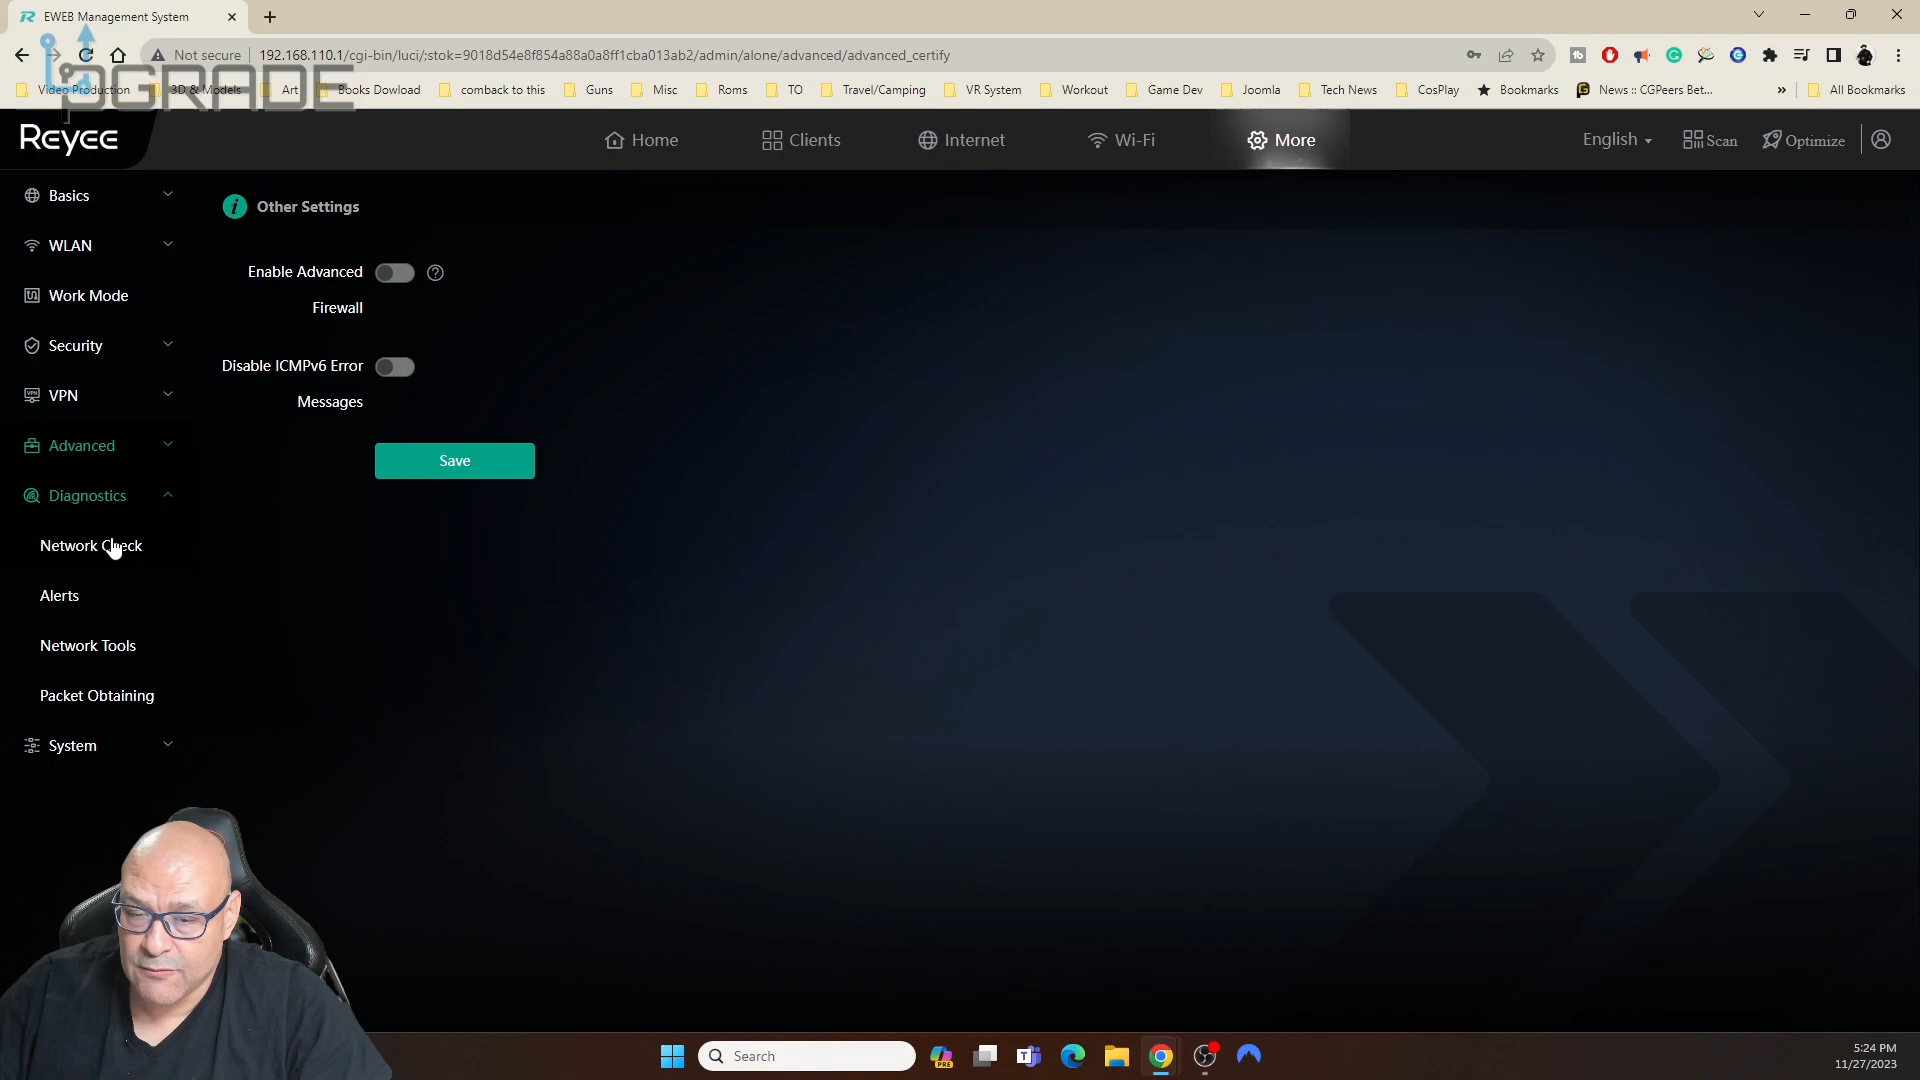 EWEB Management System
Not secure
192.168.110.1/cgi-bin/luci/;stok=9018d54e8f854a88a0a8ff1cba013ab2/admin/alone/advanced/advanced_certify
Video Production
3D & Models
Art
Books Dowload
comback to this
Guns
Misc
Roms
TO
Travel/Camping
VR System
Workout
Game Dev
Joomla
Tech News
CosPlay
Bookmarks
News :: CGPeers Bet...
»
All Bookmarks
UPGRADE
Reyee
Home
Clients
Internet
Wi-Fi
More
English
Scan
Optimize
Basics
WLAN
Work Mode
Security
VPN
Advanced
Diagnostics
Network Check
Alerts
Network Tools
Packet Obtaining
System
Other Settings
Enable Advanced
Firewall
Disable ICMPv6 Error
Messages
Save
Search
PRE
5:24 PM
11/27/2023